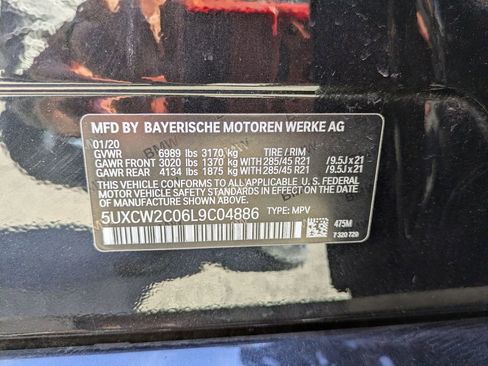 MFD BY BAYERISCHE MOTOREN WERKE AG
01/20
GVWR 6989 lbs 3170 kg TIRE / RIM
GAWR FRONT 3020 lbs 1370 kg WITH 285/45 R21 /9.5J x 21
GAWR REAR 4134 lbs 1875 kg WITH 285/45 R21 /9.5J x 21
THIS VEHICLE CONFORMS TO ALL APPLICABLE U. S. FEDERAL
MOTOR VEHICLE SAFETY STANDARDS IN EFFECT ON THE DATE
OF MANUFACTURE SHOWN ABOVE.
5UXCW2C06L9C04886 TYPE: MPV
475M
7 320 720